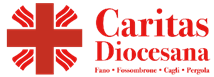 Caritas
Diocesana
Fano • Fossombrone • Cagli • Pergola